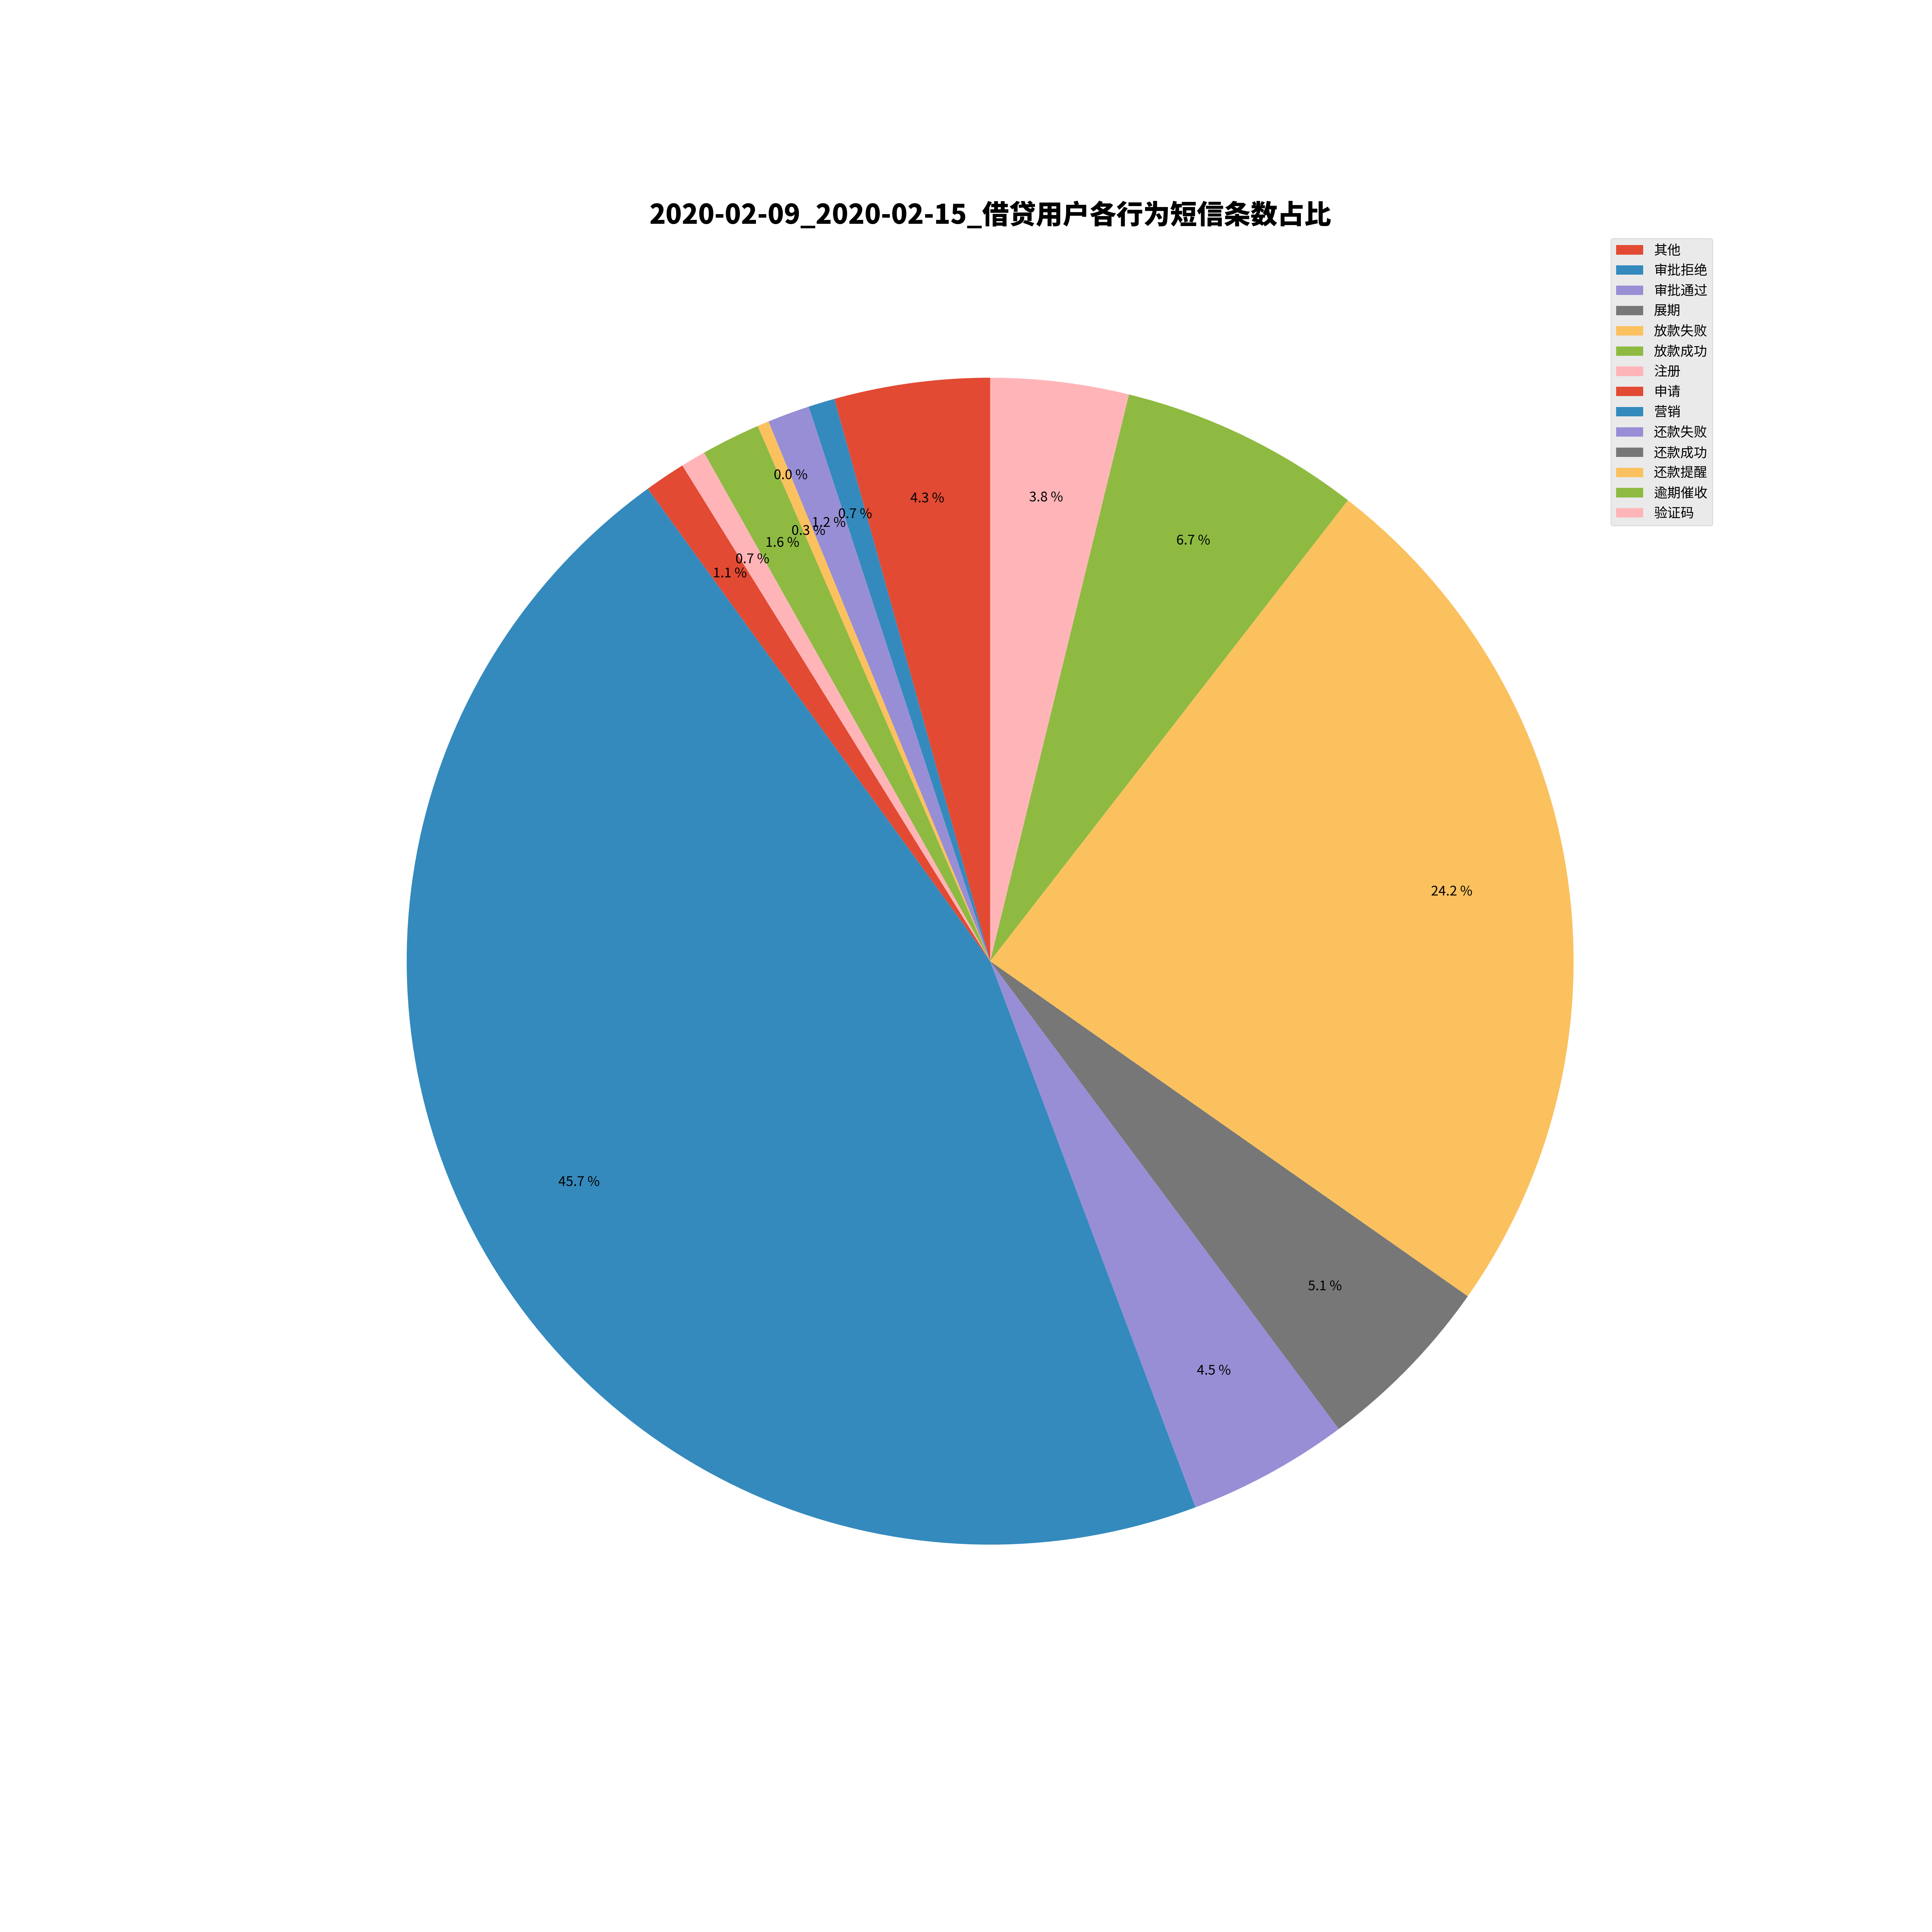 2020-02-09_2020-02-15_借贷用户各行为短信条数占比
其他
审批拒绝
审批通过
展期
放款失败
放款成功
注册
申请
营销
还款失败
还款成功
还款提醒
逾期催收
验证码
0.0 %
4.3 %
3.8 %
0.7 %
1.2 %
0.3 %
1.6 %
6.7 %
0.7 %
1.1 %
24.2 %
45.7 %
5.1 %
4.5 %